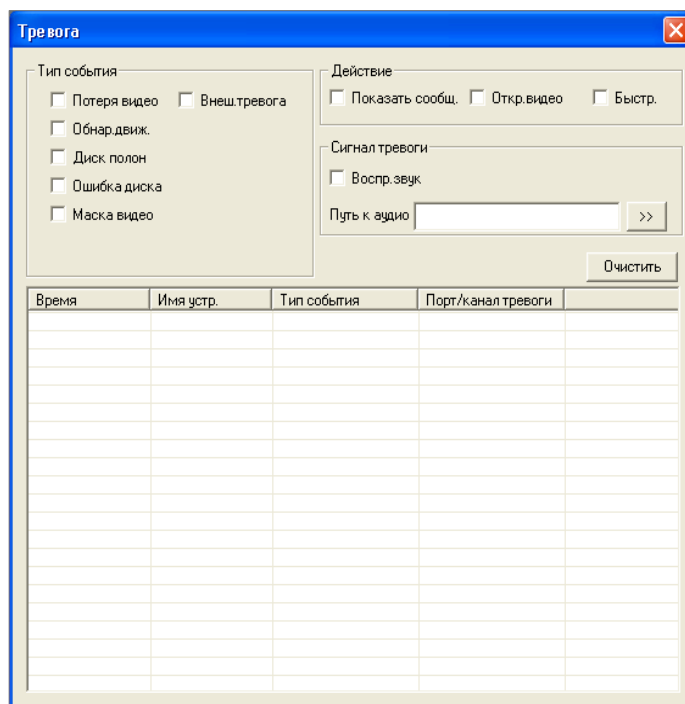 Тревога
Тип события
Потеря видео Внеш.тревога
Обнар.движ.
Диск полон
Ошибка диска
Маска видео
Действие
Показать сообщ. Откр.видео Быстр.
Сигнал тревоги
Воспр.звук
Путь к аудио >>
Очистить
Время Имя устр. Тип события Порт/канал тревоги